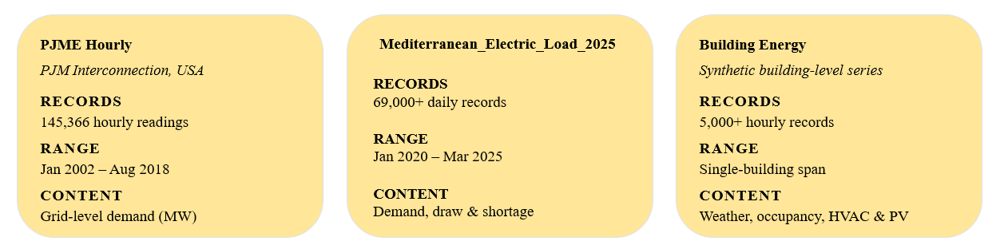 PJME Hourly
PJM Interconnection, USA
RECORDS
145,366 hourly readings
RANGE
Jan 2002 – Aug 2018
CONTENT
Grid-level demand (MW)
Mediterranean_Electric_Load_2025
RECORDS
69,000+ daily records
RANGE
Jan 2020 – Mar 2025
CONTENT
Demand, draw & shortage
Building Energy
Synthetic building-level series
RECORDS
5,000+ hourly records
RANGE
Single-building span
CONTENT
Weather, occupancy, HVAC & PV